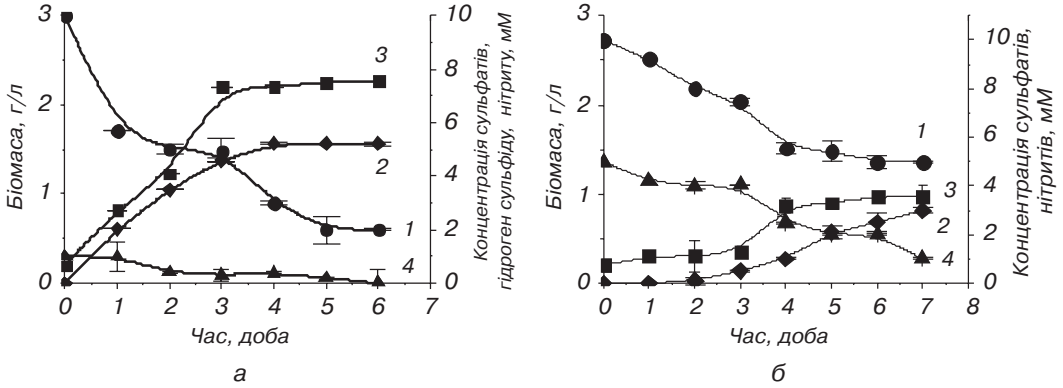 3
2
1
0
Біомаса, г/л
10
8
6
4
2
0
Концентрація сульфатів,
гідроген сульфіду, нітриту, мМ
3
2
1
4
0 1 2 3 4 5 6 7
Час, доба
а
3
2
1
0
Біомаса, г/л
10
8
6
4
2
0
Концентрація сульфатів,
нітритів, мМ
1
3
2
4
0 1 2 3 4 5 6 7 8
Час, доба
б